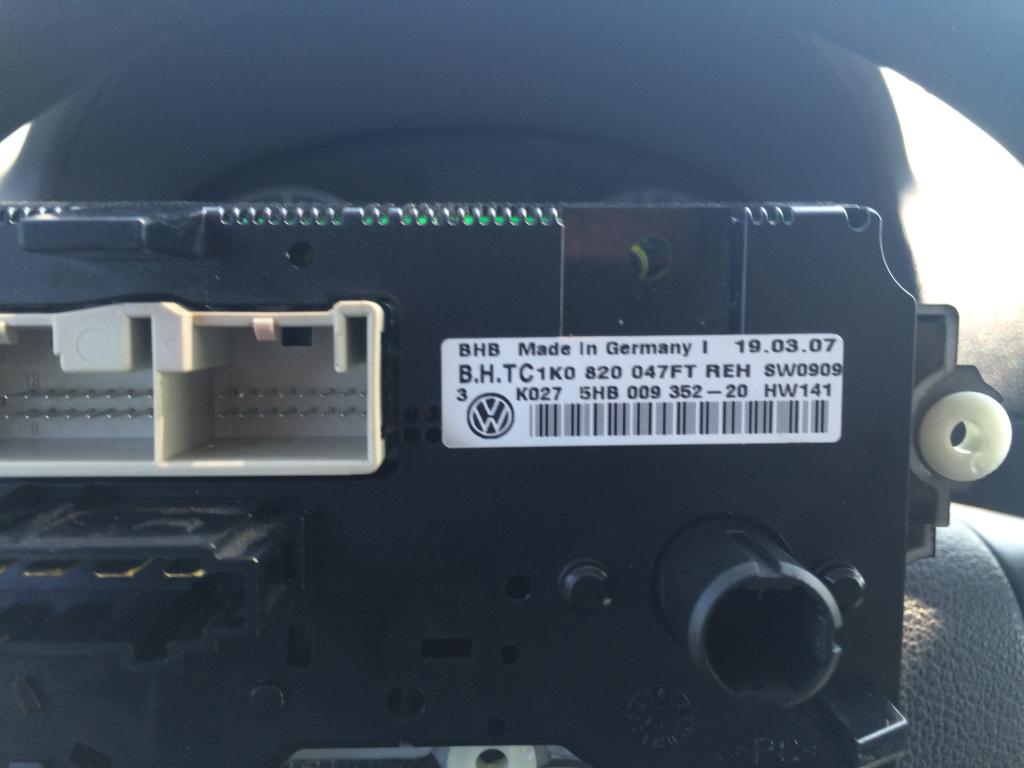 BHB Made In Germany I 19.03.07
B.H.TC1K0 820 047FT REH SW0909
3 K027 5HB 009 352-20 HW141